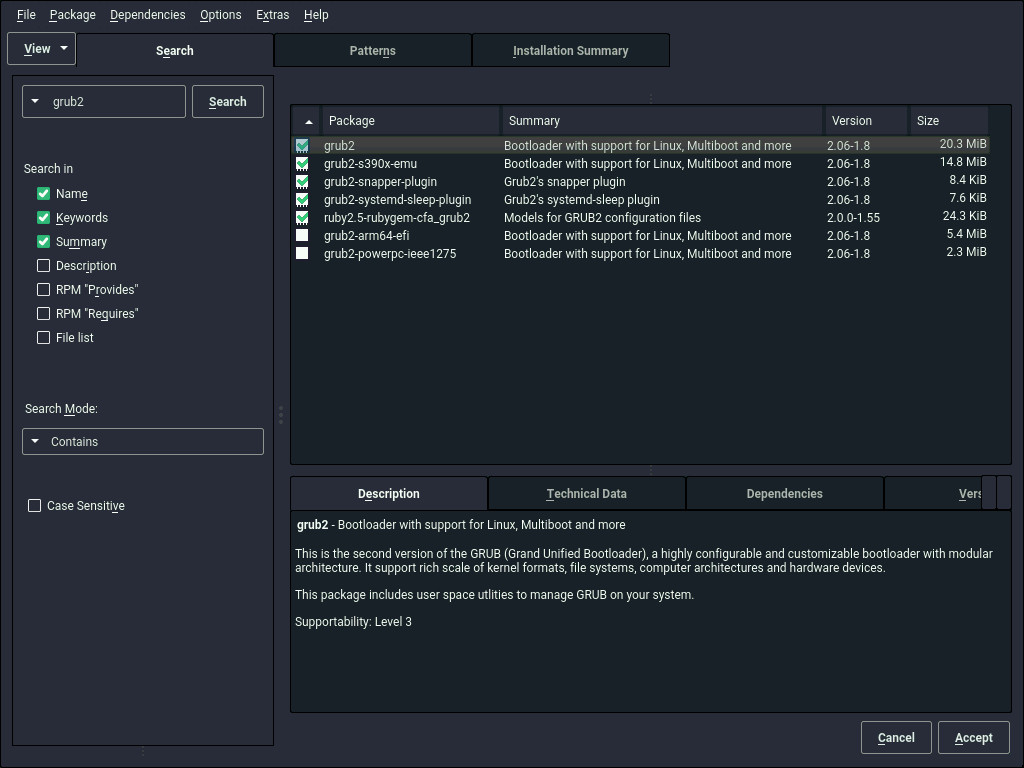 File Package Dependencies Options Extras Help
View Search Patterns Installation Summary
grub2 Search
Search in
Name
Keywords
Summary
Description
RPM "Provides"
RPM "Requires"
File list
Search Mode:
Contains
Case Sensitive
Package Summary Version Size
grub2 Bootloader with support for Linux, Multiboot and more 2.06-1.8 20.3 MiB
grub2-s390x-emu Bootloader with support for Linux, Multiboot and more 2.06-1.8 14.8 MiB
grub2-snapper-plugin Grub2's snapper plugin 2.06-1.8 8.4 KiB
grub2-systemd-sleep-plugin Grub2's systemd-sleep plugin 2.06-1.8 7.6 KiB
ruby2.5-rubygem-cfa_grub2 Models for GRUB2 configuration files 2.0.0-1.55 24.3 KiB
grub2-arm64-efi Bootloader with support for Linux, Multiboot and more 2.06-1.8 5.4 MiB
grub2-powerpc-ieee1275 Bootloader with support for Linux, Multiboot and more 2.06-1.8 2.3 MiB
Description Technical Data Dependencies Vers
grub2 - Bootloader with support for Linux, Multiboot and more
This is the second version of the GRUB (Grand Unified Bootloader), a highly configurable and customizable bootloader with modular
architecture. It support rich scale of kernel formats, file systems, computer architectures and hardware devices.
This package includes user space utlities to manage GRUB on your system.
Supportability: Level 3
Cancel Accept